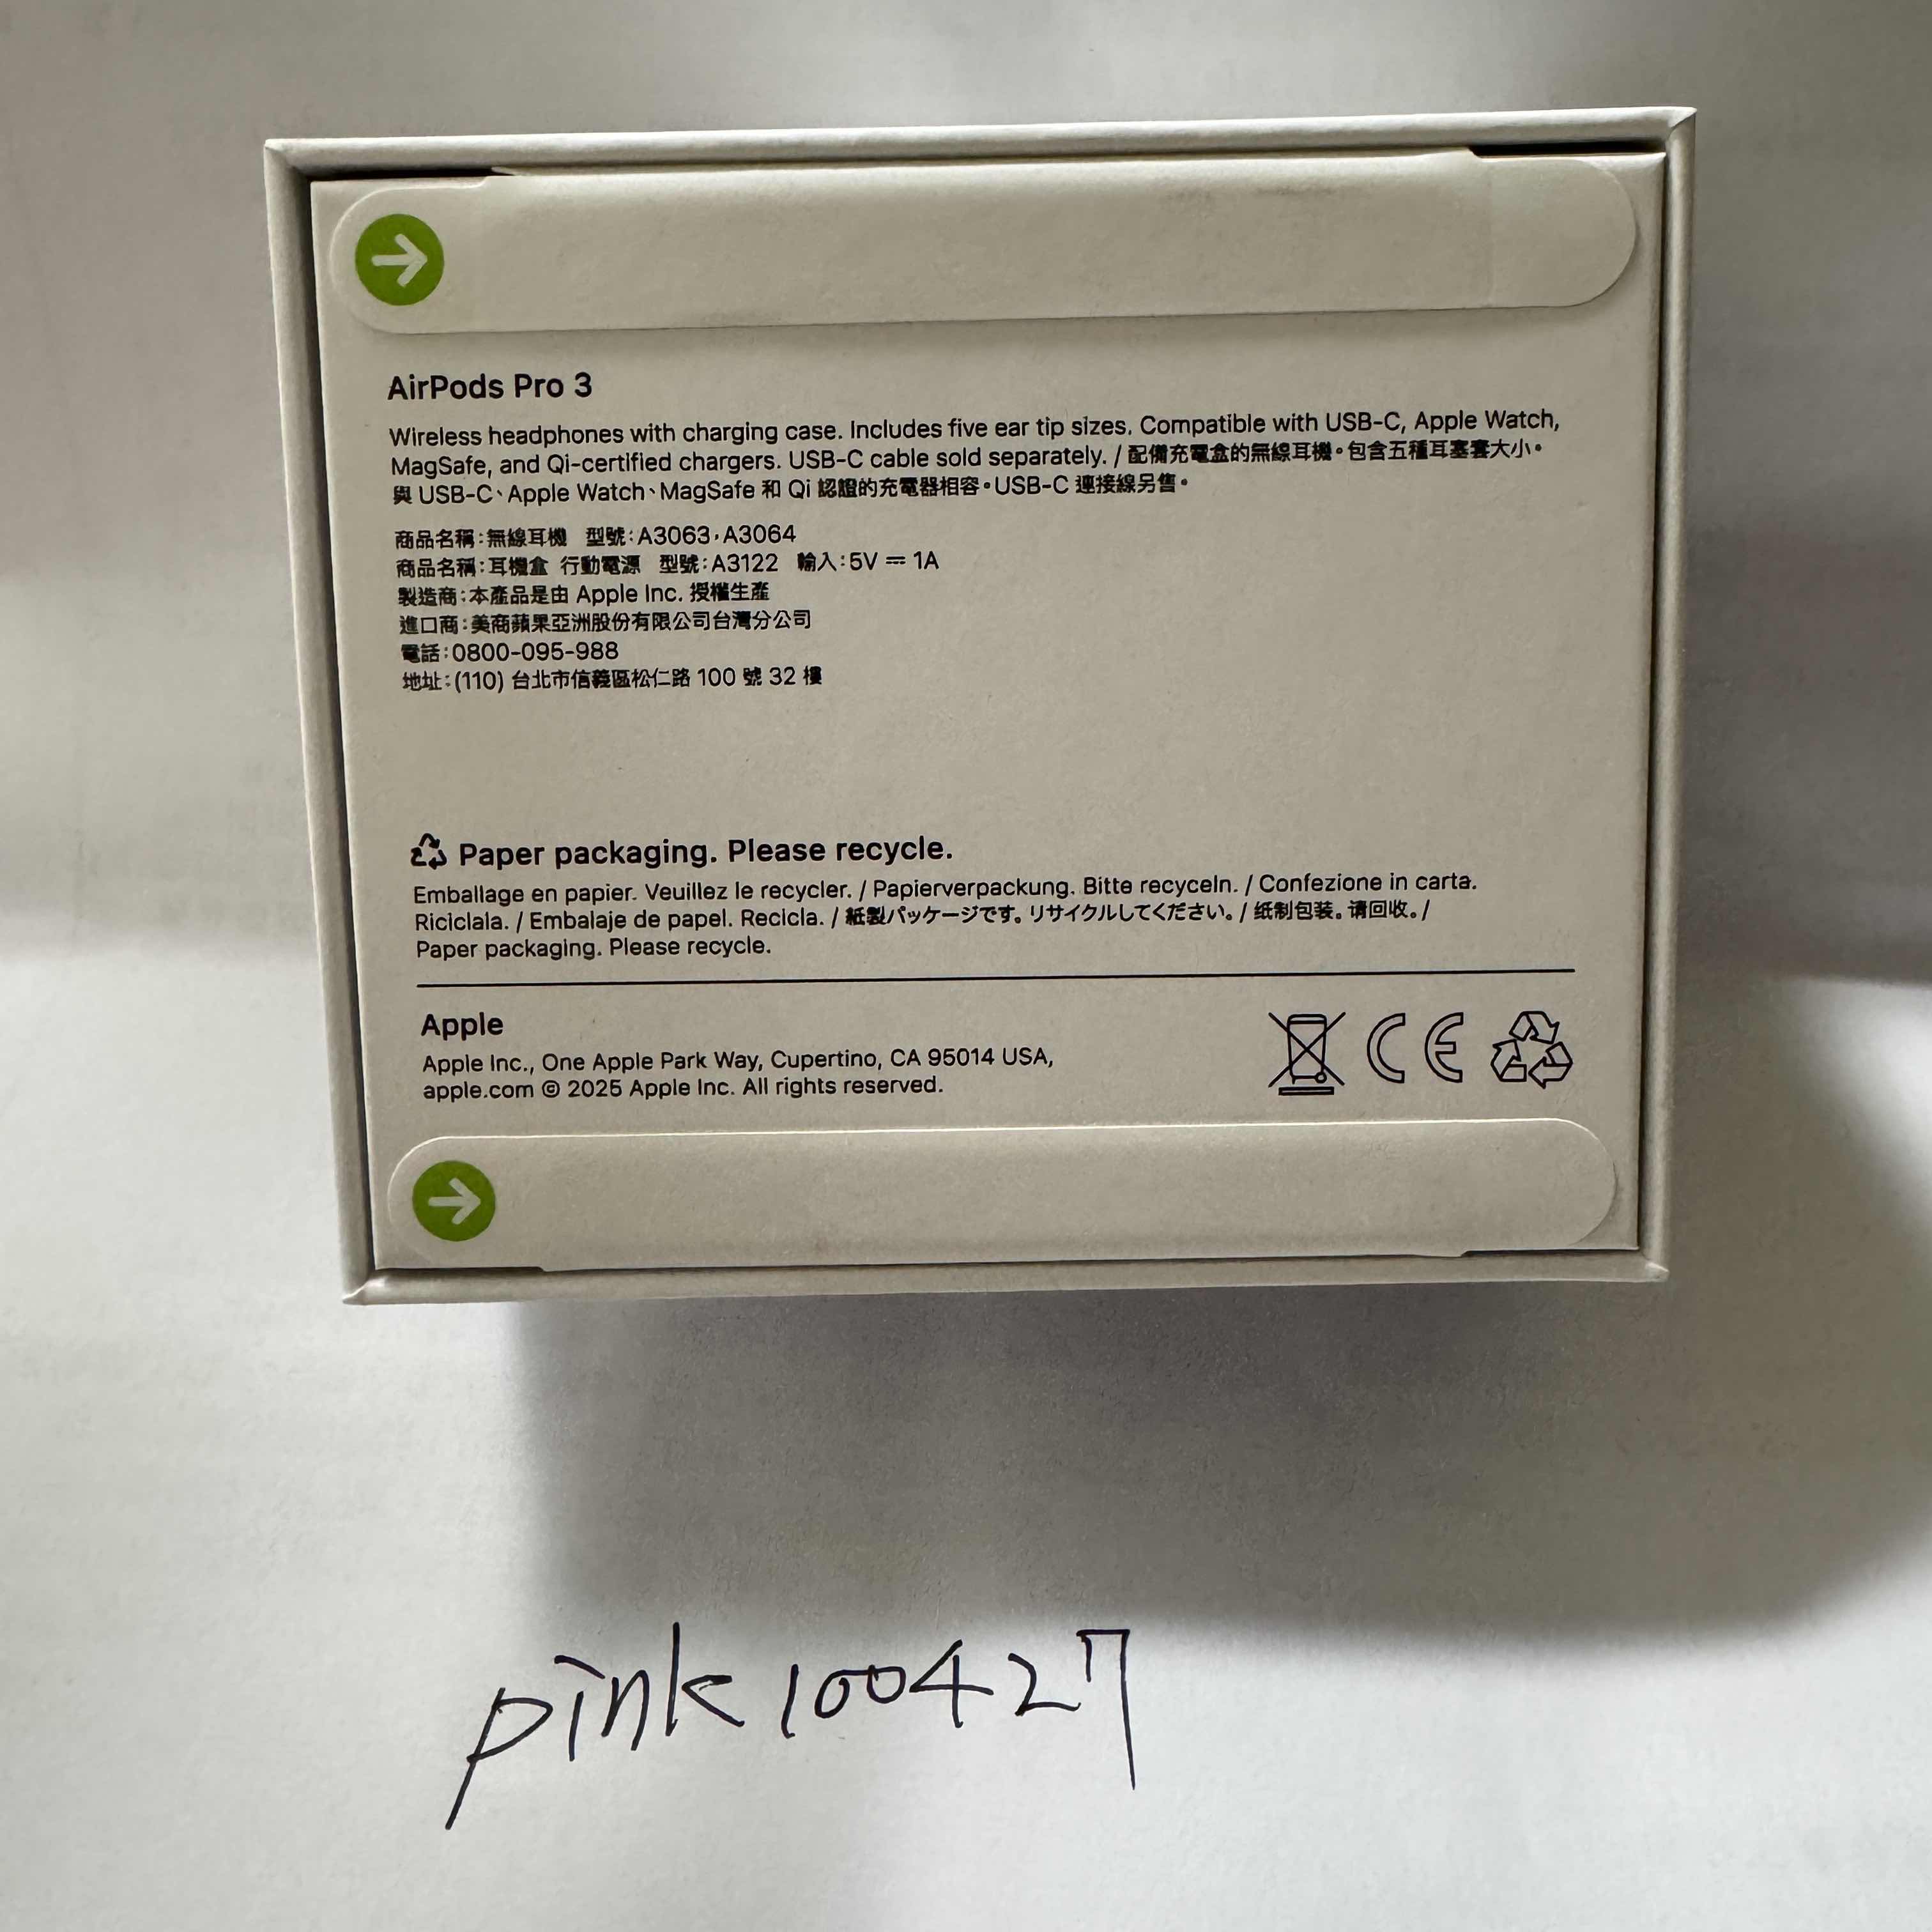 AirPods Pro 3
Wireless headphones with charging case. Includes five ear tip sizes. Compatible with USB-C, Apple Watch,
MagSafe, and Qi-certified chargers. USB-C cable sold separately. / 配備充電盒的無線耳機。包含五種耳塞套大小。
與 USB-C、Apple Watch、MagSafe 和 Qi 認證的充電器相容。USB-C 連接線另售。
商品名稱：無線耳機 型號：A3063，A3064
商品名稱：耳機盒 行動電源 型號：A3122 輸入：5V ⎓ 1A
製造商：本產品是由 Apple Inc. 授權生產
進口商：美商蘋果亞洲股份有限公司台灣分公司
電話：0800-095-988
地址：(110) 台北市信義區松仁路 100 號 32 樓
Paper packaging. Please recycle.
Emballage en papier. Veuillez le recycler. / Papierverpackung. Bitte recyceln. / Confezione in carta.
Riciclala. / Embalaje de papel. Recicla. / 紙製パッケージです。リサイクルしてください。/ 纸制包装。请回收。/
Paper packaging. Please recycle.
Apple
Apple Inc., One Apple Park Way, Cupertino, CA 95014 USA,
apple.com © 2025 Apple Inc. All rights reserved.
CE
pink100427